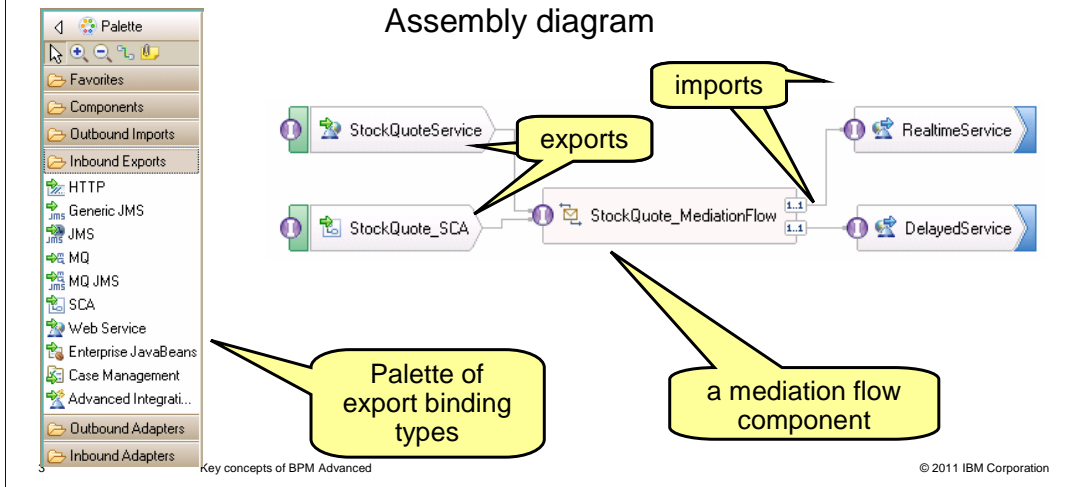 Assembly diagram
Palette
Favorites
Components
Outbound Imports
Inbound Exports
HTTP
Generic JMS
JMS
MQ
MQ JMS
SCA
Web Service
Enterprise JavaBeans
Case Management
Advanced Integrati...
Outbound Adapters
Inbound Adapters
imports
StockQuoteService
exports
RealtimeService
StockQuote_MediationFlow
1..1
1..1
StockQuote_SCA
DelayedService
Palette of
export binding
types
a mediation flow
component
3
Key concepts of BPM Advanced
© 2011 IBM Corporation